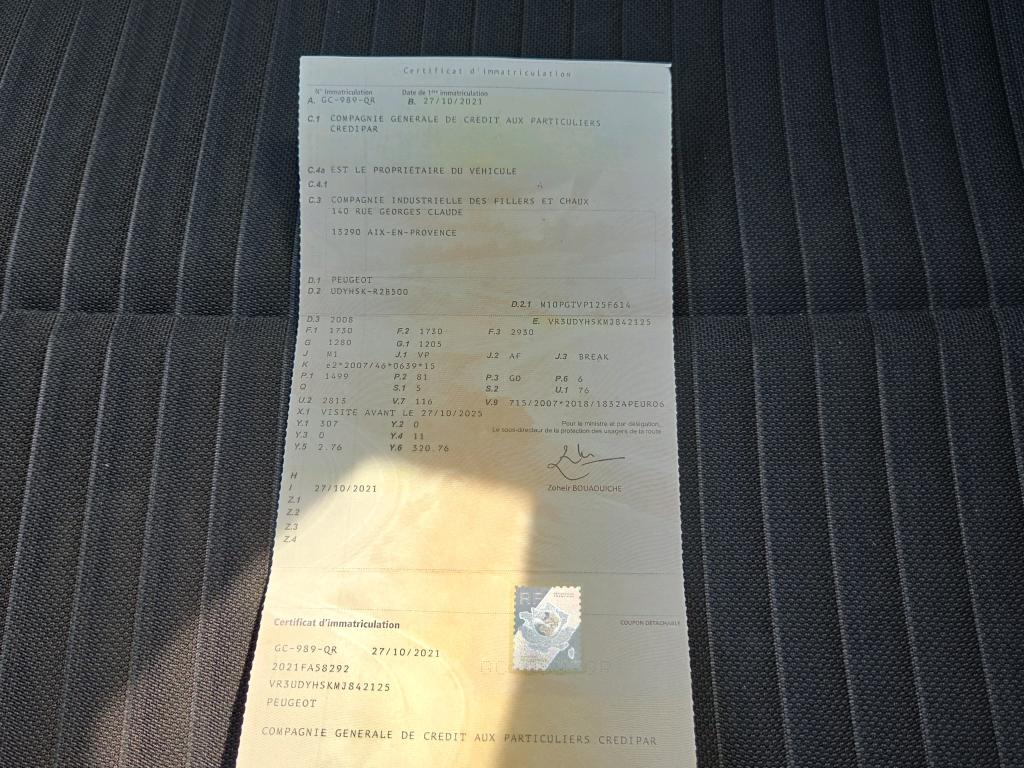 Certificat d'immatriculation
N° Immatriculation Date de 1ère immatriculation
A. GC-989-QR B. 27/10/2021
C.1 COMPAGNIE GENERALE DE CREDIT AUX PARTICULIERS
CREDIPAR
C.4a EST LE PROPRIÉTAIRE DU VÉHICULE
C.4.1
C.3 COMPAGNIE INDUSTRIELLE DES FILLERS ET CHAUX
140 RUE GEORGES CLAUDE
13290 AIX-EN-PROVENCE
D.1 PEUGEOT
D.2 UDYHSK-R2B500
D.2.1 M10PGTVP125F614
D.3 2008 E. VR3UDYHSKMJ842125
F.1 1730 F.2 1730 F.3 2930
G 1280 G.1 1205
J M1 J.1 VP J.2 AF J.3 BREAK
K e2*2007/46*0639*15
P.1 1499 P.2 81 P.3 GO P.6 6
Q S.1 5 S.2 U.1 76
U.2 2813 V.7 116 V.9 715/2007*2018/1832APEURO6
X.1 VISITE AVANT LE 27/10/2025
Y.1 307 Y.2 0
Y.3 0 Y.4 11
Y.5 2.76 Y.6 320.76
Pour le ministre et par délégation,
Le sous-directeur de la protection des usagers de la route
Zoheir BOUAOUICHE
H
I 27/10/2021
Z.1
Z.2
Z.3
Z.4
RF
Certificat d'immatriculation COUPON DÉTACHABLE
GC-989-QR 27/10/2021
2021FA58292
VR3UDYHSKMJ842125
PEUGEOT
COMPAGNIE GENERALE DE CREDIT AUX PARTICULIERS CREDIPAR